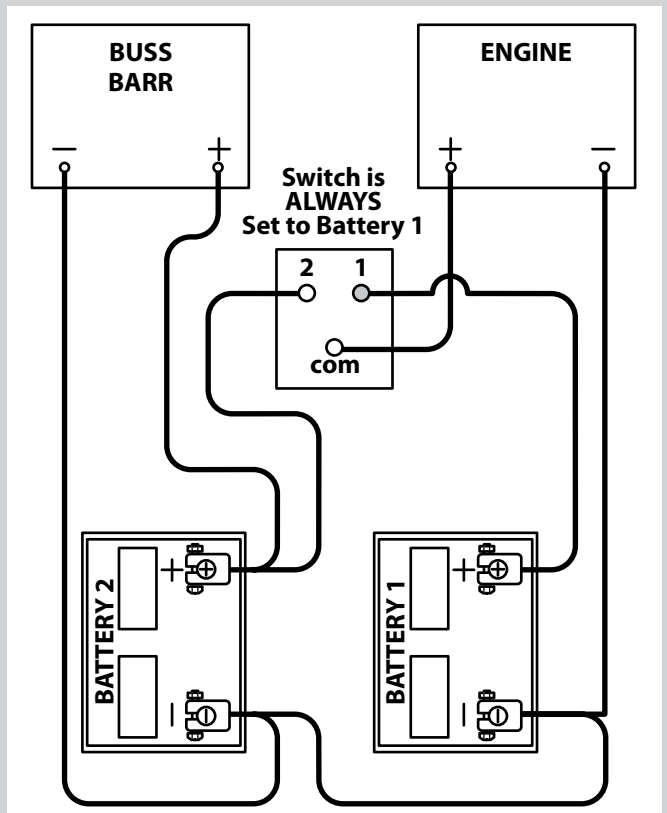 BUSS
BARR
ENGINE
− +
+ −
Switch is
ALWAYS
Set to Battery 1
2 1
com
BATTERY 2
+
−
BATTERY 1
+
−